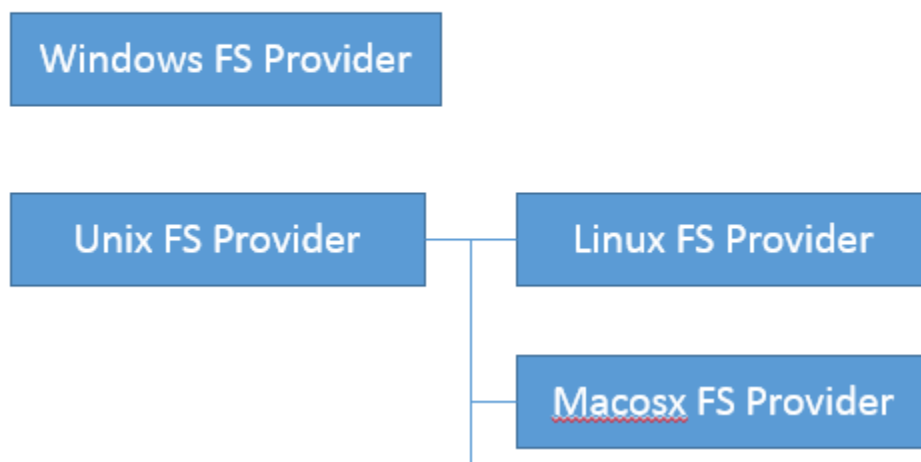 Windows FS Provider
Unix FS Provider
Linux FS Provider
Macosx FS Provider